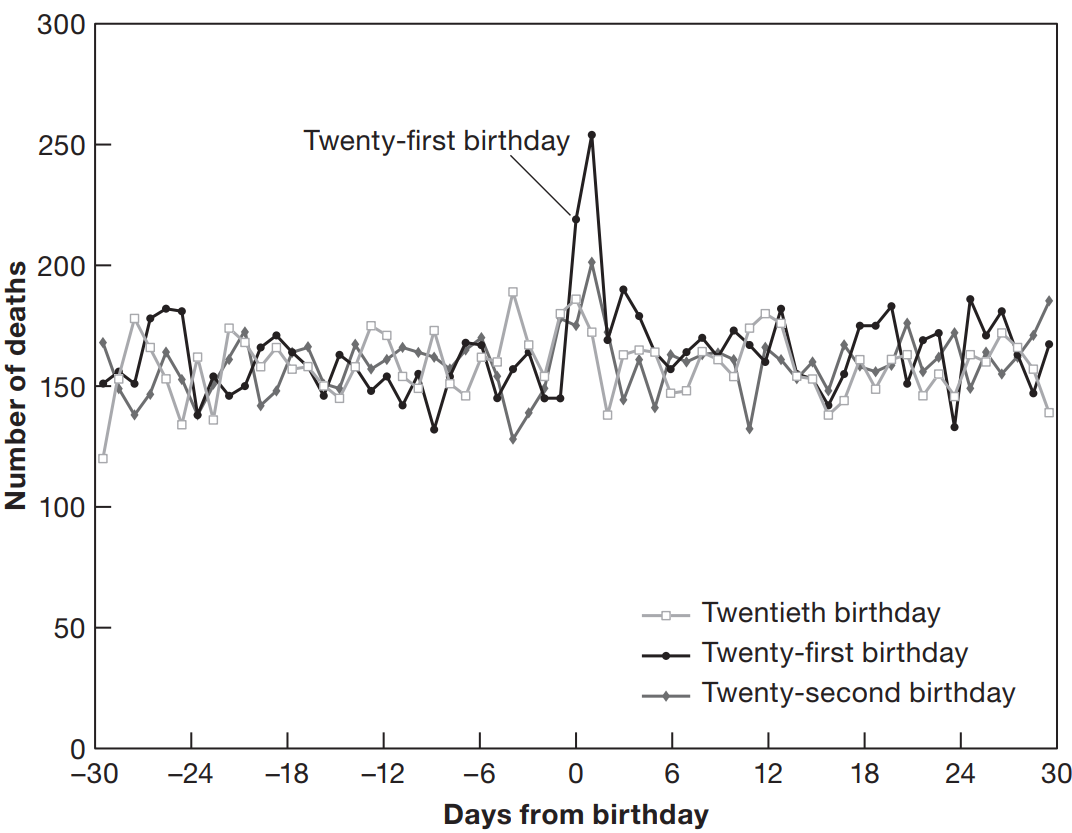 300
250
200
150
100
50
0
Number of deaths
Twenty-first birthday
Twentieth birthday
Twenty-first birthday
Twenty-second birthday
−30 −24 −18 −12 −6 0 6 12 18 24 30
Days from birthday